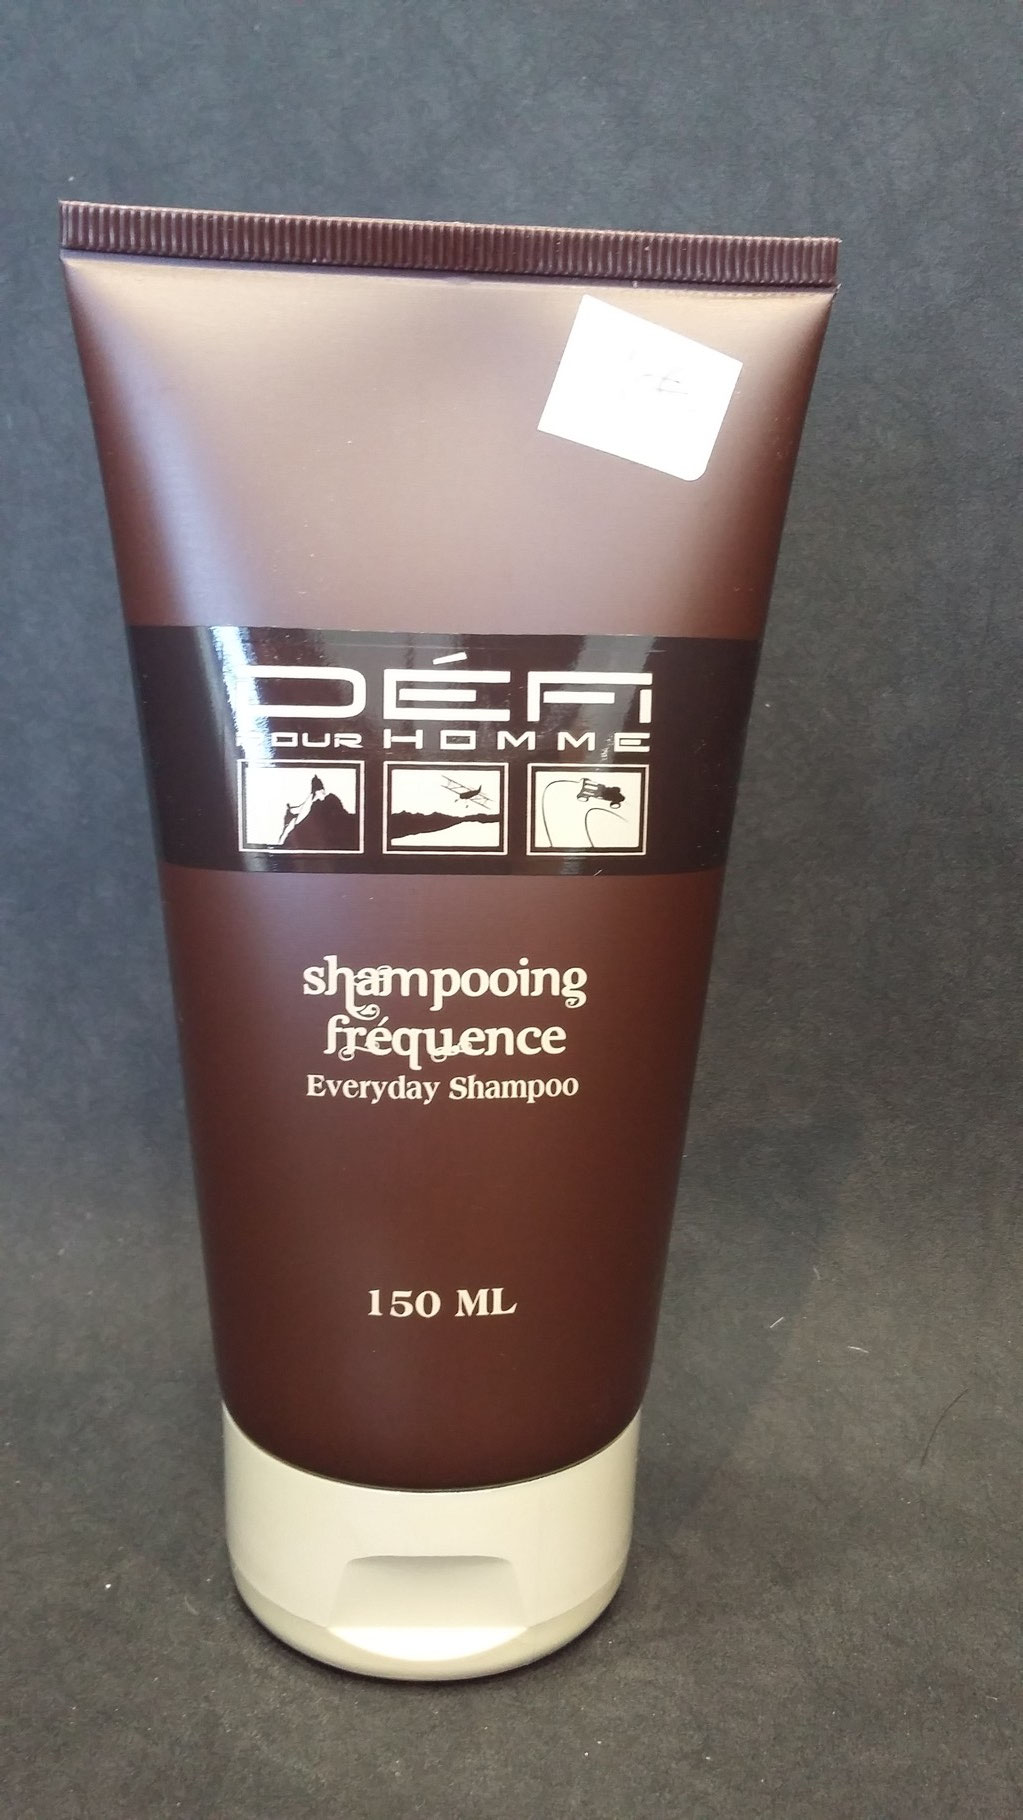 DÉFI
POUR HOMME
shampooing
fréquence
Everyday Shampoo
150 ML